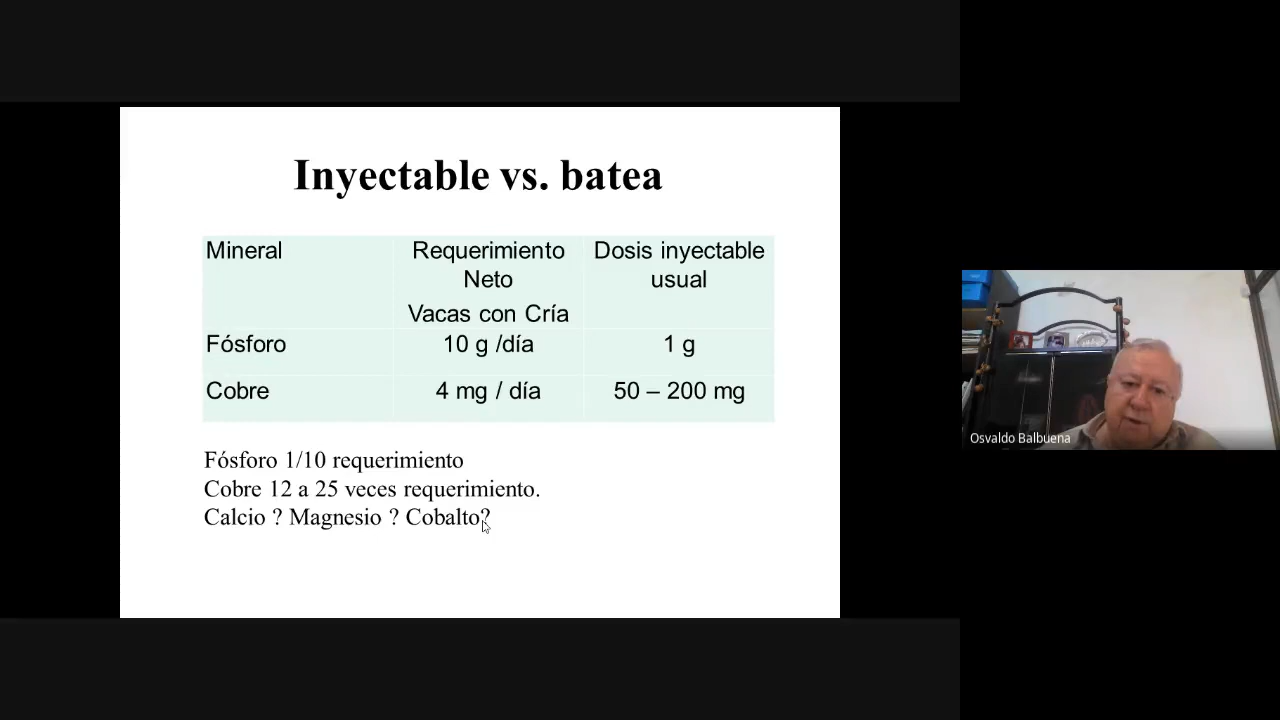 Inyectable vs. batea
Mineral
Requerimiento
Neto
Vacas con Cría
Dosis inyectable
usual
Fósforo
10 g /día
1 g
Cobre
4 mg / día
50 – 200 mg
Fósforo 1/10 requerimiento
Cobre 12 a 25 veces requerimiento.
Calcio ? Magnesio ? Cobalto?
Osvaldo Balbuena